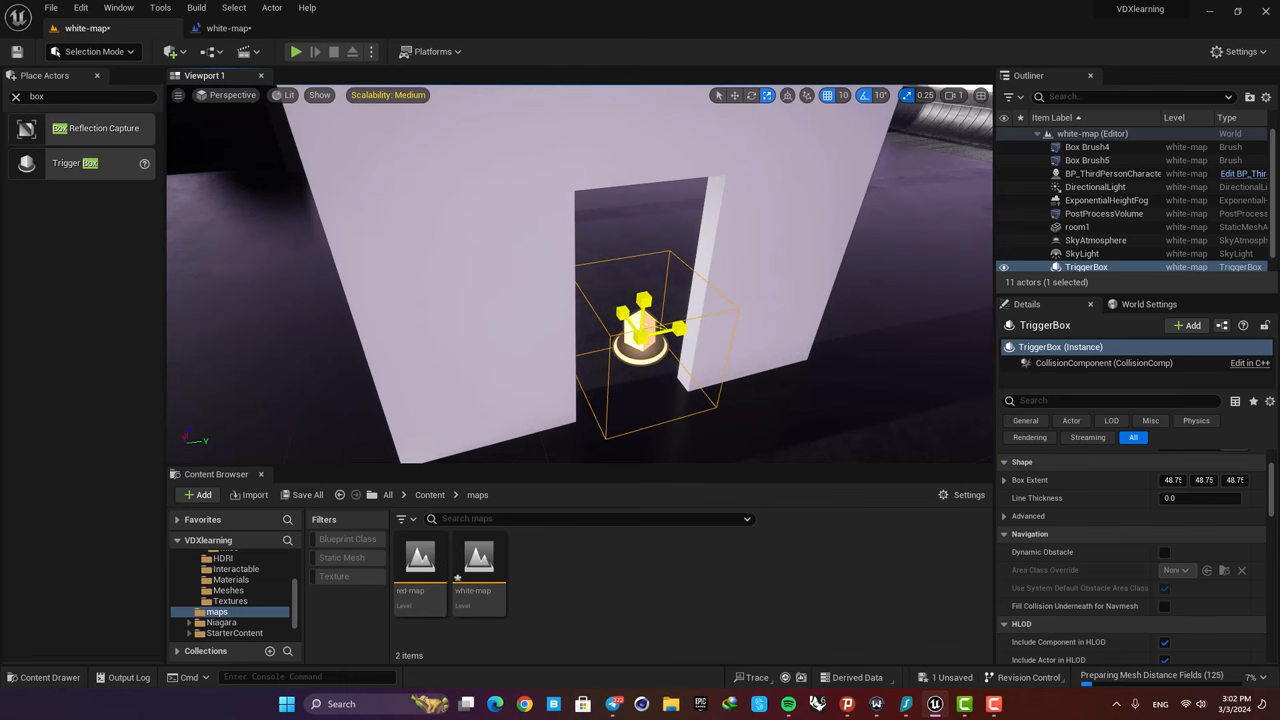 File Edit Window Tools Build Select Actor Help
VDXlearning
white-map•
white-map•
Selection Mode
Platforms
Settings
Place Actors
Viewport 1
Outliner
box
Perspective
Lit
Show
Scalability: Medium
10
10°
0.25
1
Search...
Item Label
Level
Type
Box Reflection Capture
Trigger Box
white-map (Editor)
World
Box Brush4
white-map
Brush
Box Brush5
white-map
Brush
BP_ThirdPersonCharacte
white-map
Edit BP_Thir
DirectionalLight
white-map
DirectionalLi
ExponentialHeightFog
white-map
Exponential
PostProcessVolume
white-map
PostProcess
room1
white-map
StaticMeshA
SkyAtmosphere
white-map
SkyAtmosph
SkyLight
white-map
SkyLight
TriggerBox
white-map
TriggerBox
11 actors (1 selected)
Details
World Settings
TriggerBox
Add
TriggerBox (Instance)
CollisionComponent (CollisionComp)
Edit in C++
Search
General
Actor
LOD
Misc
Physics
Rendering
Streaming
All
Shape
Box Extent
48.75
48.75
48.75
Line Thickness
0.0
Advanced
Navigation
Dynamic Obstacle
Area Class Override
Non
Use System Default Obstacle Area Class
Fill Collision Underneath for Navmesh
HLOD
Include Component in HLOD
Include Actor in HLOD
Y
Content Browser
Add
Import
Save All
All
Content
maps
Settings
Favorites
Filters
Search maps
VDXlearning
Blueprint Class
Static Mesh
Texture
HDRI
Interactable
Materials
Meshes
Textures
maps
Niagara
StarterContent
Collections
red-map
Level
white-map
Level
2 items
Content Drawer
Output Log
Cmd
Enter Console Command
Trace
Derived Data
1 Unsaved
Revision Control
Preparing Mesh Distance Fields (125)
7%
Search
3:02 PM
3/3/2024